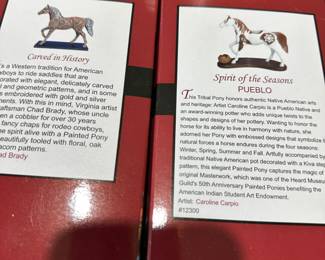 Carved in History
's a Western tradition for American
wboys to ride saddles that are
orated with elegant, delicately carved
l and geometric patterns, and in some
s embroidered with gold and silver
ments. With this in mind, Virginia artist
aftsman Chad Brady, whose uncle
en a cobbler for over 30 years
fancy chaps for rodeo cowboys,
e spirit alive with a Painted Pony
eautifully tooled with floral, oak
acorn patterns.
ad Brady
Spirit of the Seasons
PUEBLO
This Tribal Pony honors authentic Native American arts
and heritage: Artist Caroline Carpio is a Pueblo Native and
an award-winning potter who adds unique twists to the
shapes and designs of her pottery. Wanting to honor the
horse for its ability to live in harmony with nature, she
adorned her Pony with embossed designs that symbolize t
natural forces a horse endures during the four seasons:
Winter, Spring, Summer and Fall. Artfully accompanied by
traditional Native American pot decorated with a Kiva step
pattern, this elegant Painted Pony captures the magic of
original Masterwork, which was one of the Heard Museum
Guild's 50th Anniversary Painted Ponies benefiting the
American Indian Student Art Endowment.
Artist: Caroline Carpio
#12300